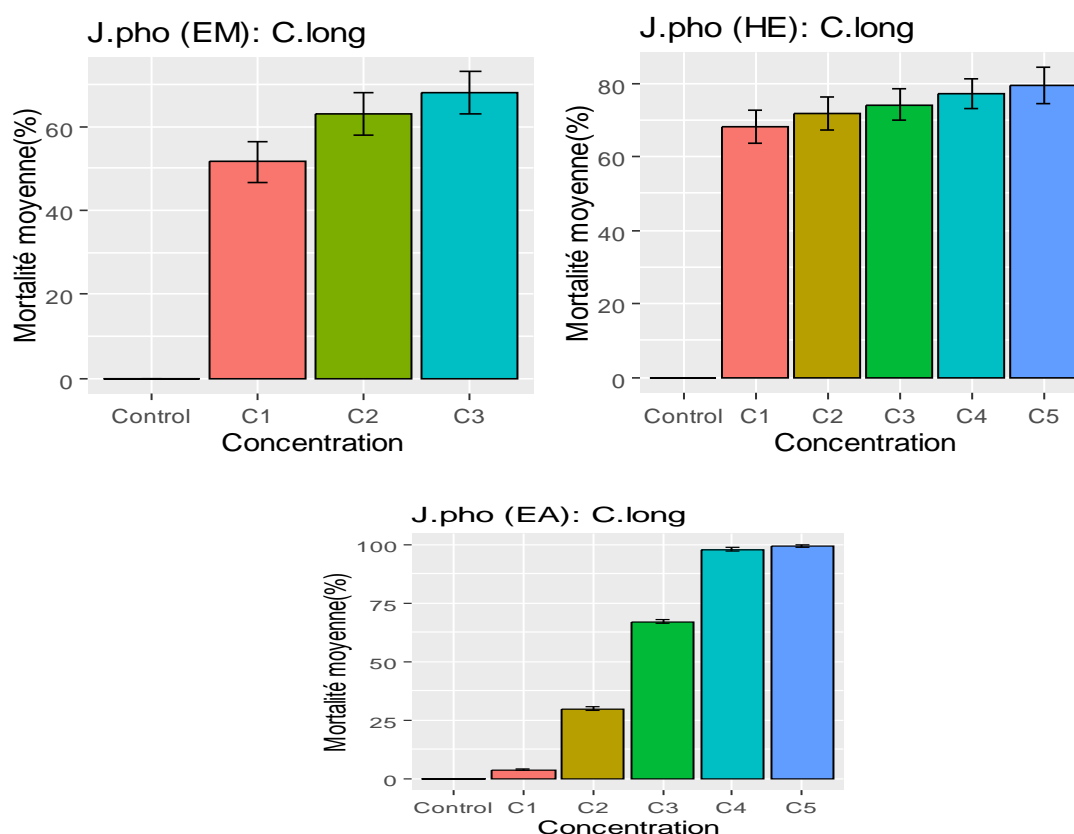 J.pho (EM): C.long
Mortalité moyenne(%)
60
40
20
0
Control C1 C2 C3
Concentration
J.pho (HE): C.long
Mortalité moyenne(%)
80
60
40
20
0
Control C1 C2 C3 C4 C5
Concentration
J.pho (EA): C.long
Mortalité moyenne(%)
100
75
50
25
0
Control C1 C2 C3 C4 C5
Concentration